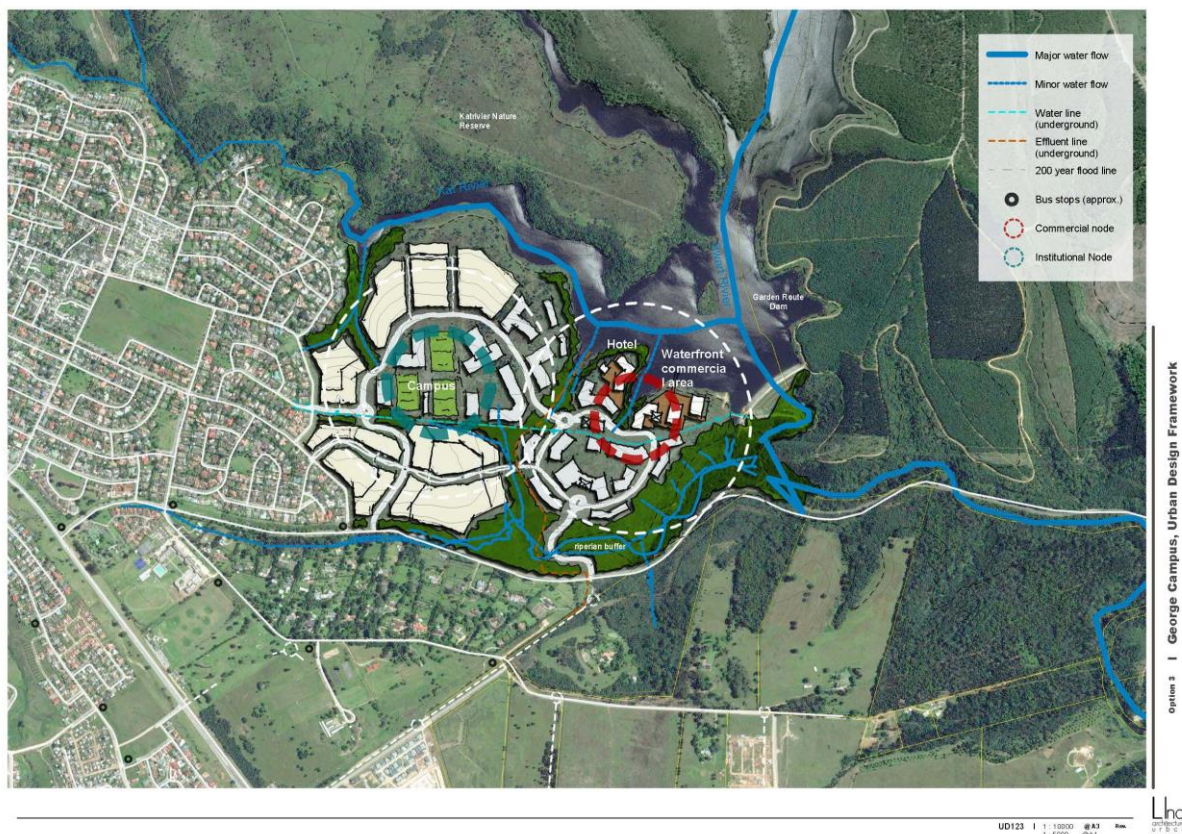 Major water flow
Minor water flow
Water line
(underground)
Effluent line
(underground)
200 year flood line
Bus stops (approx.)
Commercial node
Institutional Node
Katrivier Nature
Reserve
Kat River
Garden Route
Dam
Hotel
Waterfront
commercia
l area
Campus
riperian buffer
Option 3 I George Campus, Urban Design Framework
UD123 I 1 : 10000 @ A3